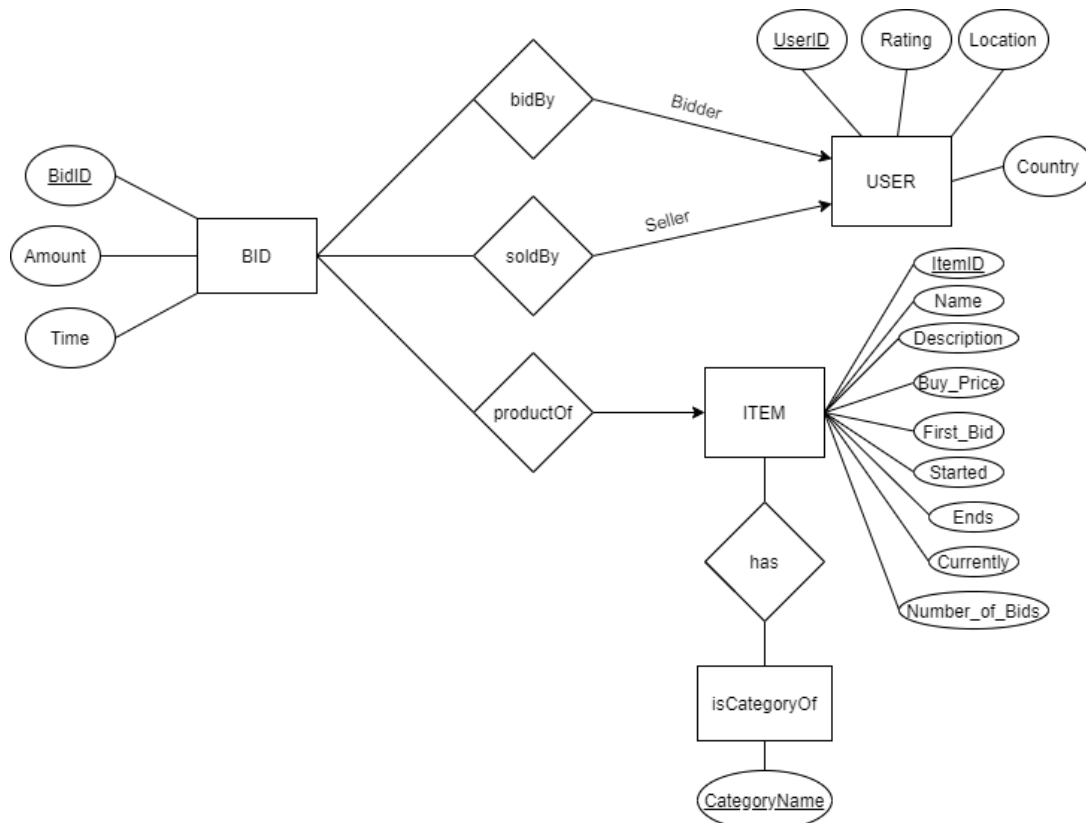 UserID
Rating
Location
bidBy
Bidder
USER
Country
BidID
Amount
BID
Time
soldBy
Seller
ItemID
Name
Description
Buy_Price
First_Bid
Started
Ends
Currently
Number_of_Bids
productOf
ITEM
has
isCategoryOf
CategoryName